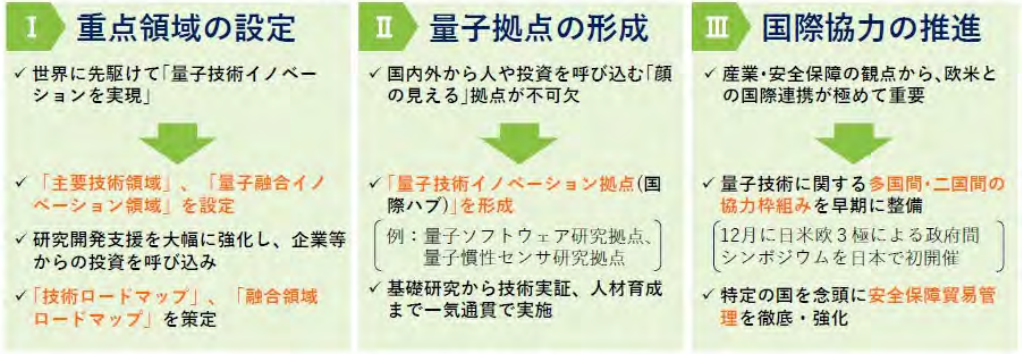 Ⅰ 重点領域の設定
✓ 世界に先駆けて「量子技術イノベー
ションを実現」
✓ 「主要技術領域」、「量子融合イノ
ベーション領域」を設定
✓ 研究開発支援を大幅に強化し、企業等
からの投資を呼び込み
✓ 「技術ロードマップ」、「融合領域
ロードマップ」を策定
Ⅱ 量子拠点の形成
✓ 国内外から人や投資を呼び込む「顔
の見える」拠点が不可欠
✓ 「量子技術イノベーション拠点(国
際ハブ)」を形成
例：量子ソフトウェア研究拠点、
量子慣性センサ研究拠点
✓ 基礎研究から技術実証、人材育成
まで一気通貫で実施
Ⅲ 国際協力の推進
✓ 産業・安全保障の観点から、欧米と
の国際連携が極めて重要
✓ 量子技術に関する多国間・二国間の
協力枠組みを早期に整備
12月に日米欧３極による政府間
シンポジウムを日本で初開催
✓ 特定の国を念頭に安全保障貿易管
理を徹底・強化